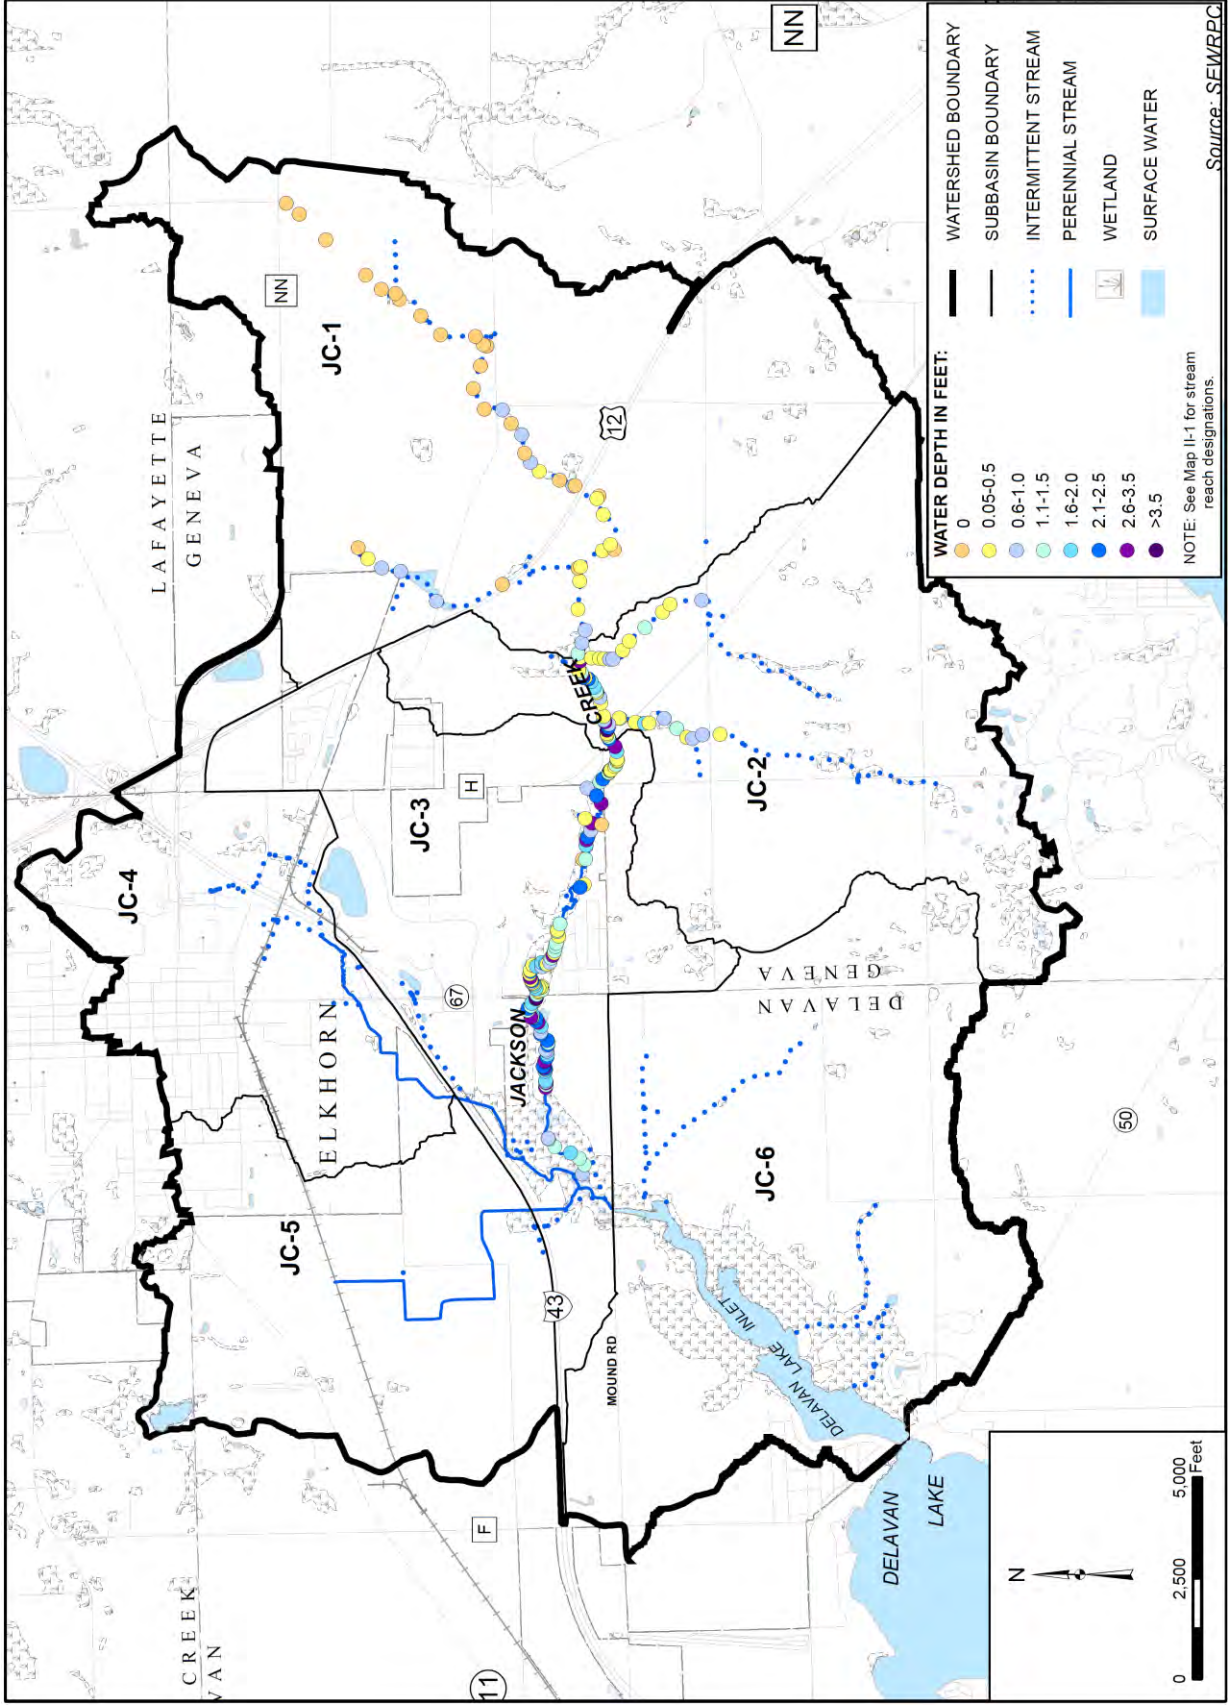 LAFAYETTE
GENEVA
NN
NN
JC-1
12
JC-4
JC-3
H
ELKHORN
67
JACKSON
CREEK
JC-2
GENEVA
DELAVAN
JC-5
43
MOUND RD
JC-6
50
DELAVAN LAKE INLET
DELAVAN
LAKE
F
11
CREEK
VAN
N
0 2,500 5,000
Feet
WATER DEPTH IN FEET:
0
0.05-0.5
0.6-1.0
1.1-1.5
1.6-2.0
2.1-2.5
2.6-3.5
>3.5
NOTE: See Map II-1 for stream
reach designations.
WATERSHED BOUNDARY
SUBBASIN BOUNDARY
INTERMITTENT STREAM
PERENNIAL STREAM
WETLAND
SURFACE WATER
Source: SEWRPC